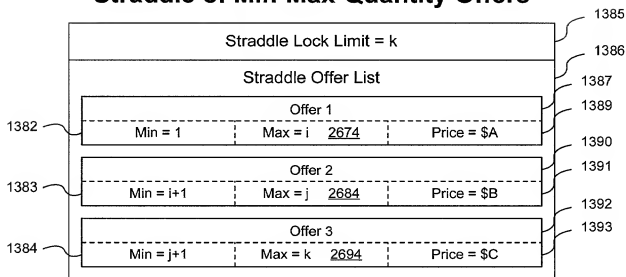 Straddle of Min-Max Quantity Offers
1385
Straddle Lock Limit = k
1386
Straddle Offer List
1387
Offer 1
1389
1382
Min = 1 Max = i 2674 Price = $A
1390
Offer 2
1391
1383
Min = i+1 Max = j 2684 Price = $B
1392
Offer 3
1393
1384
Min = j+1 Max = k 2694 Price = $C